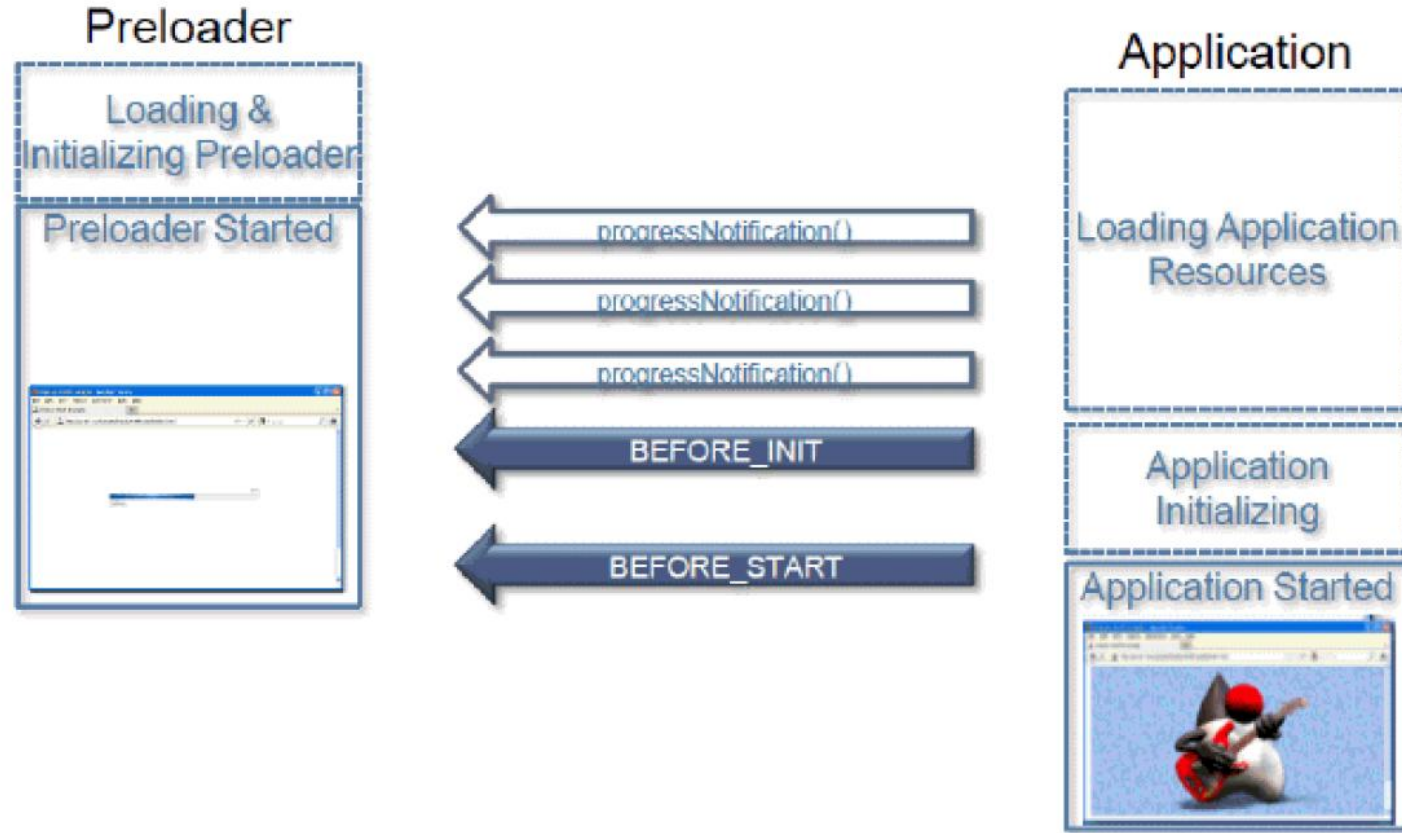 Preloader
Loading &
Initializing Preloader
Preloader Started
progressNotification()
progressNotification()
progressNotification()
BEFORE_INIT
BEFORE_START
Application
Loading Application
Resources
Application
Initializing
Application Started